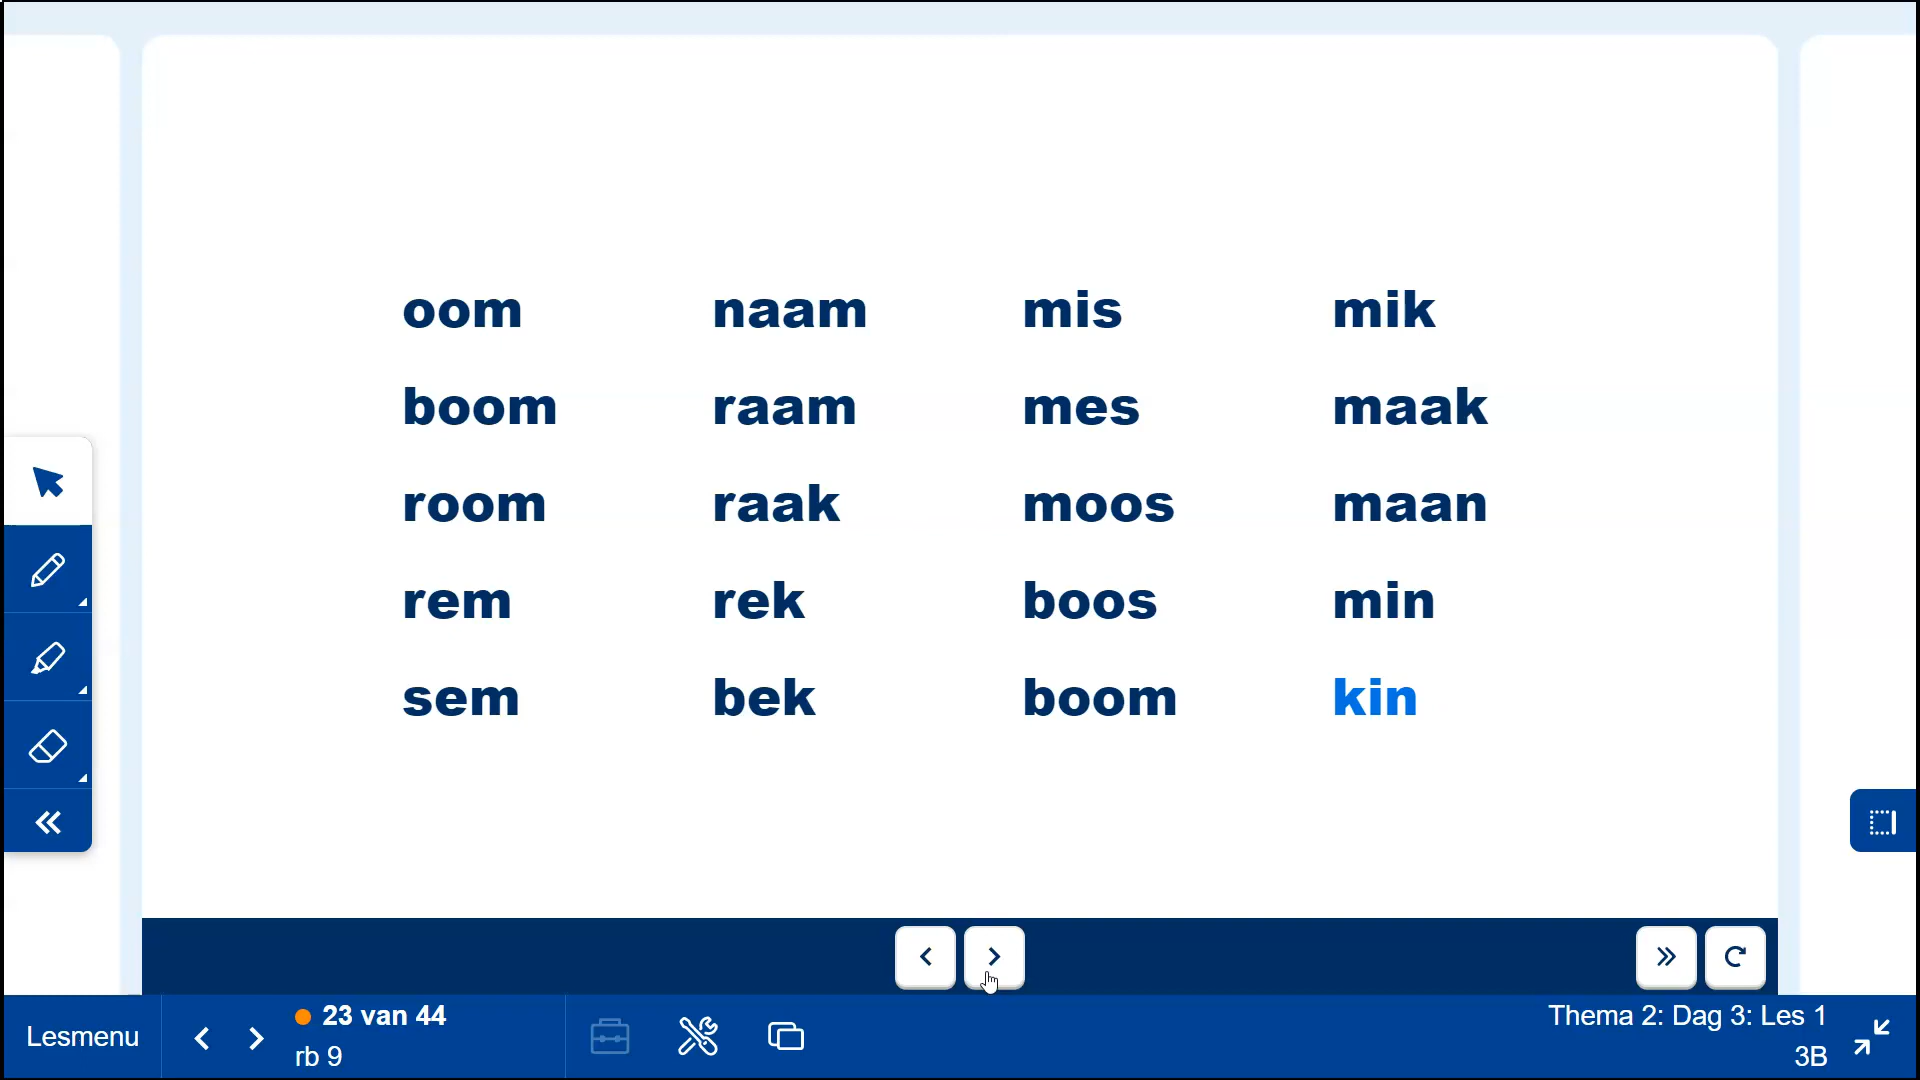 oom naam mis mik
boom raam mes maak
room raak moos maan
rem rek boos min
sem bek boom kin
Lesmenu
23 van 44
rb 9
Thema 2: Dag 3: Les 1
3B